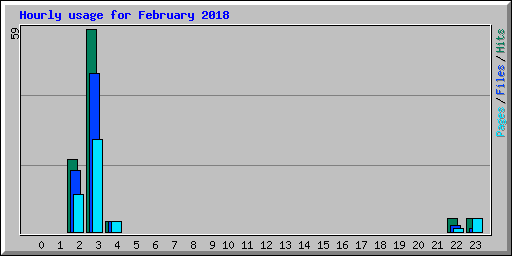 Hourly usage for February 2018
59
Pages/Files/Hits
0 1 2 3 4 5 6 7 8 9 10 11 12 13 14 15 16 17 18 19 20 21 22 23